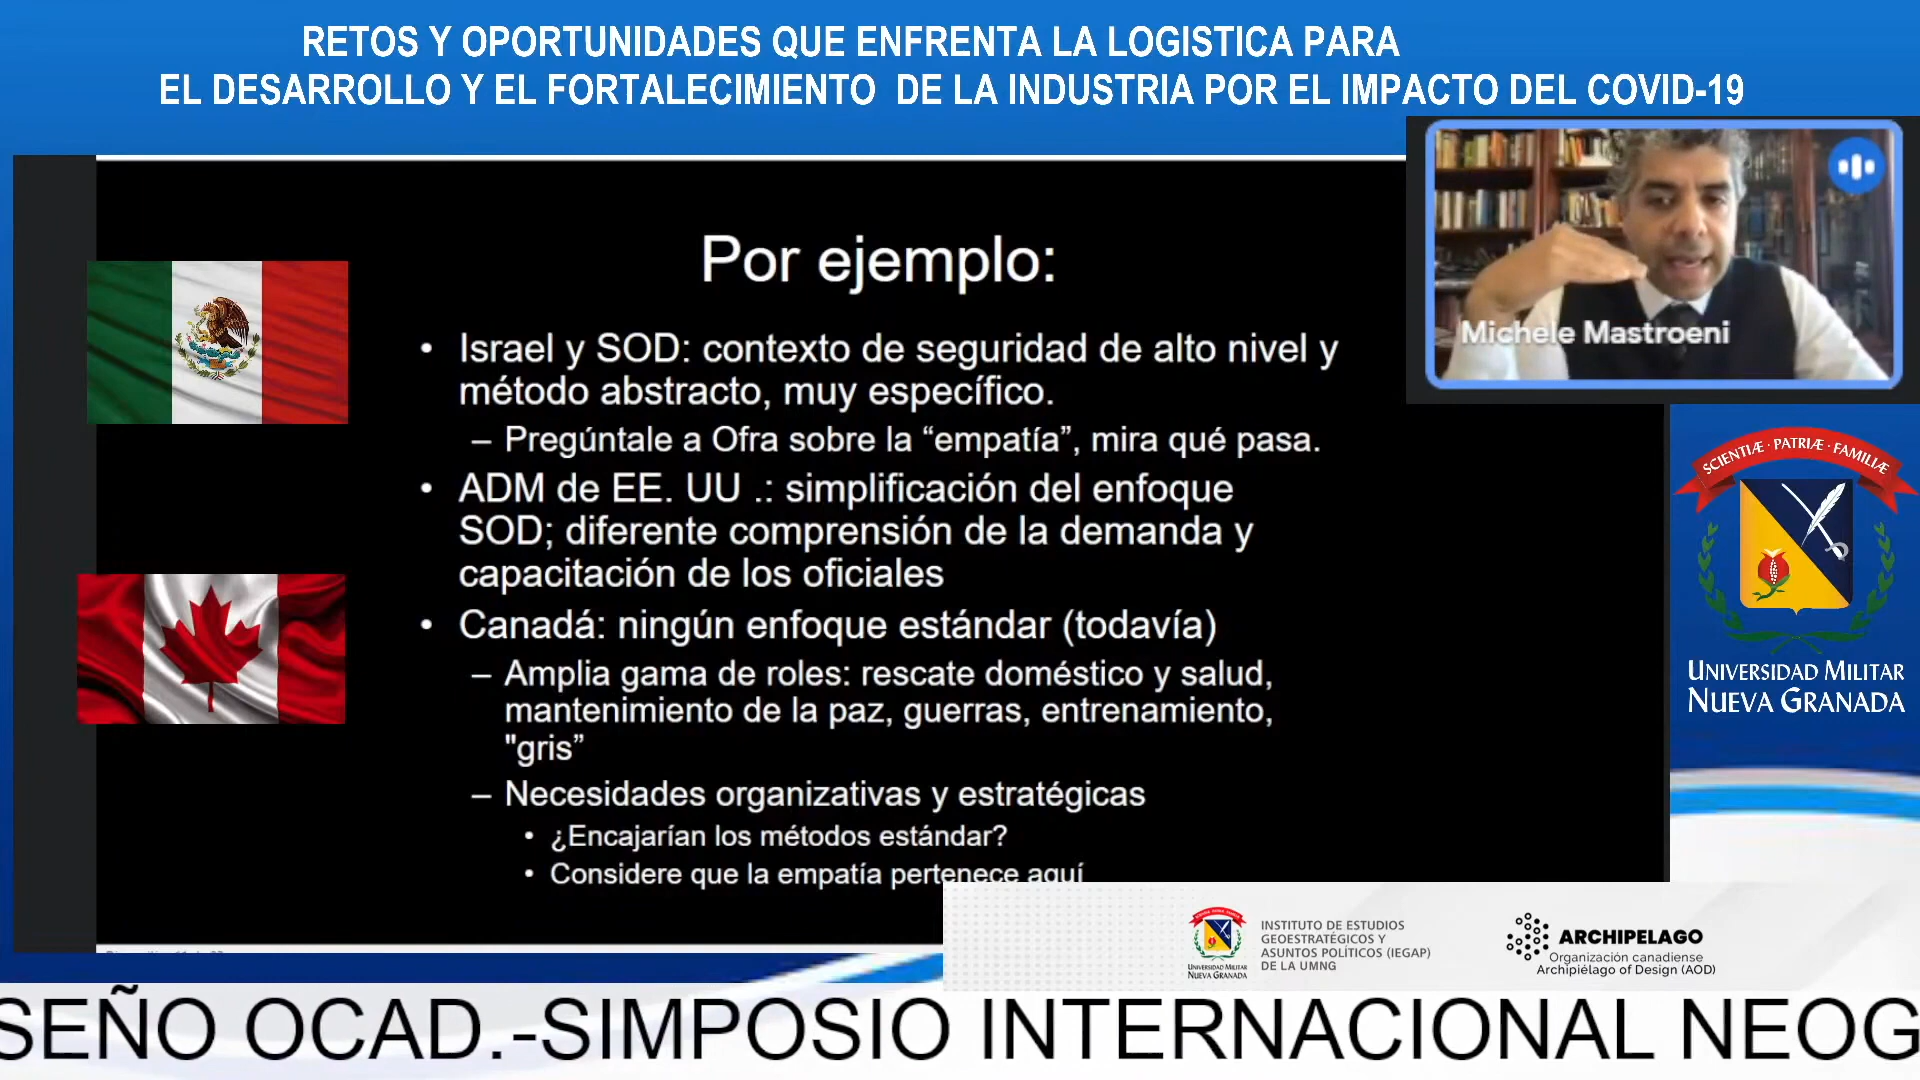 RETOS Y OPORTUNIDADES QUE ENFRENTA LA LOGISTICA PARA
EL DESARROLLO Y EL FORTALECIMIENTO DE LA INDUSTRIA POR EL IMPACTO DEL COVID-19
Michele Mastroeni
Por ejemplo:
• Israel y SOD: contexto de seguridad de alto nivel y
método abstracto, muy específico.
– Pregúntale a Ofra sobre la “empatía”, mira qué pasa.
• ADM de EE. UU .: simplificación del enfoque
SOD; diferente comprensión de la demanda y
capacitación de los oficiales
• Canadá: ningún enfoque estándar (todavía)
– Amplia gama de roles: rescate doméstico y salud,
mantenimiento de la paz, guerras, entrenamiento,
"gris”
– Necesidades organizativas y estratégicas
• ¿Encajarían los métodos estándar?
• Considere que la empatía pertenece aquí
SCIENTIÆ · PATRIÆ · FAMILIÆ
UNIVERSIDAD MILITAR
NUEVA GRANADA
UNIVERSIDAD MILITAR
NUEVA GRANADA
INSTITUTO DE ESTUDIOS
GEOESTRATÉGICOS Y
ASUNTOS POLÍTICOS (IEGAP)
DE LA UMNG
ARCHIPELAGO
Organización canadiense
Archipiélago of Design (AOD)
SEÑO OCAD.-SIMPOSIO INTERNACIONAL NEOG